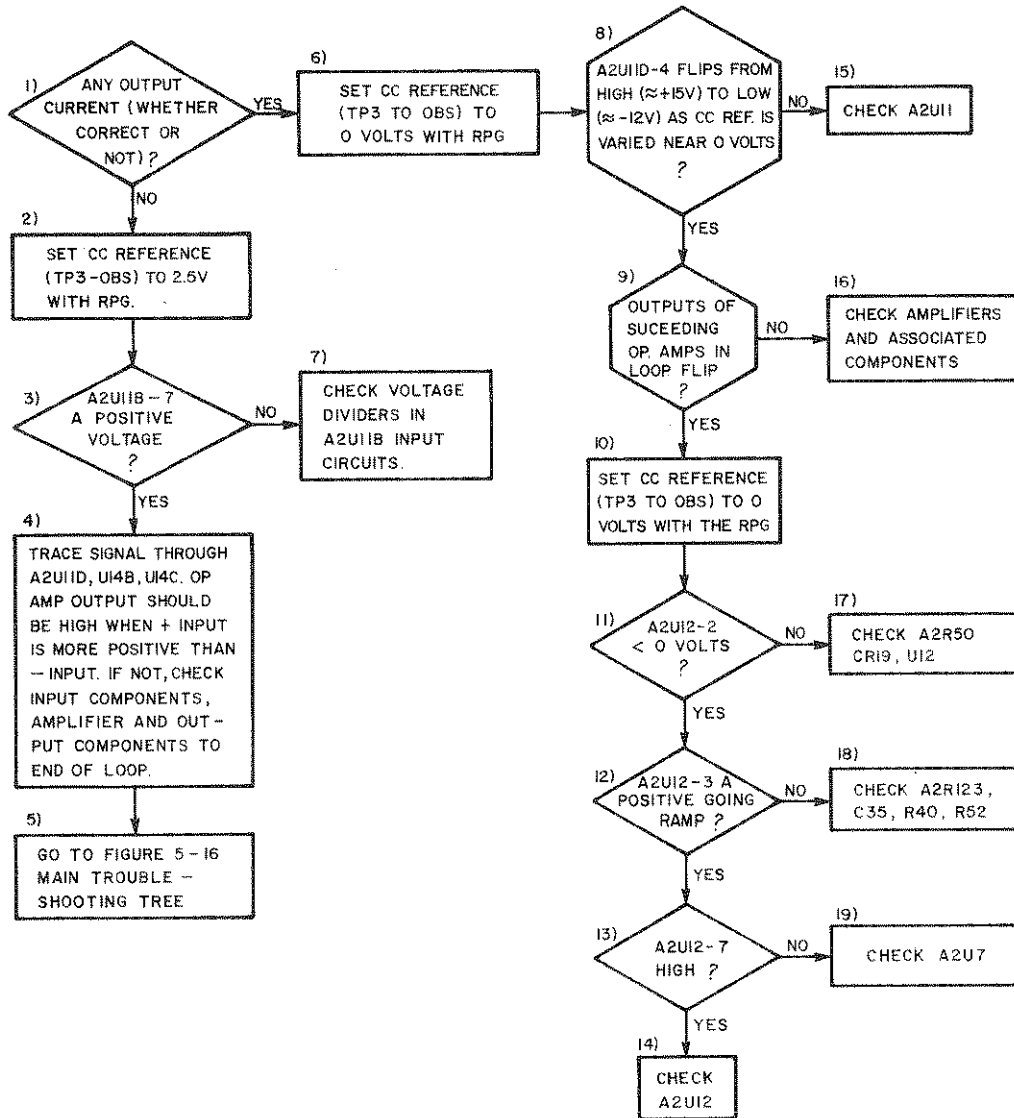 1)
ANY OUTPUT
CURRENT (WHETHER
CORRECT OR
NOT) ?
YES
NO
2)
SET CC REFERENCE
(TP3-OBS) TO 2.5V
WITH RPG.
3)
A2U11B-7
A POSITIVE
VOLTAGE
?
NO
YES
4)
TRACE SIGNAL THROUGH
A2U11D, U14B, U14C. OP
AMP OUTPUT SHOULD
BE HIGH WHEN + INPUT
IS MORE POSITIVE THAN
- INPUT. IF NOT, CHECK
INPUT COMPONENTS,
AMPLIFIER AND OUT-
PUT COMPONENTS TO
END OF LOOP.
5)
GO TO FIGURE 5-16
MAIN TROUBLE -
SHOOTING TREE
6)
SET CC REFERENCE
(TP3 TO OBS) TO
0 VOLTS WITH RPG
7)
CHECK VOLTAGE
DIVIDERS IN
A2U11B INPUT
CIRCUITS.
8)
A2U11D-4 FLIPS FROM
HIGH (≈+15V) TO LOW
(≈-12V) AS CC REF. IS
VARIED NEAR 0 VOLTS
?
NO
YES
9)
OUTPUTS OF
SUCEEDING
OP. AMPS IN
LOOP FLIP
?
NO
YES
10)
SET CC REFERENCE
(TP3 TO OBS) TO 0
VOLTS WITH THE RPG
11)
A2U12-2
< 0 VOLTS
?
NO
YES
12)
A2U12-3 A
POSITIVE GOING
RAMP ?
NO
YES
13)
A2U12-7
HIGH ?
NO
YES
14)
CHECK
A2U12
15)
CHECK A2U11
16)
CHECK AMPLIFIERS
AND ASSOCIATED
COMPONENTS
17)
CHECK A2R50
CR19, U12
18)
CHECK A2R123,
C35, R40, R52
19)
CHECK A2U7